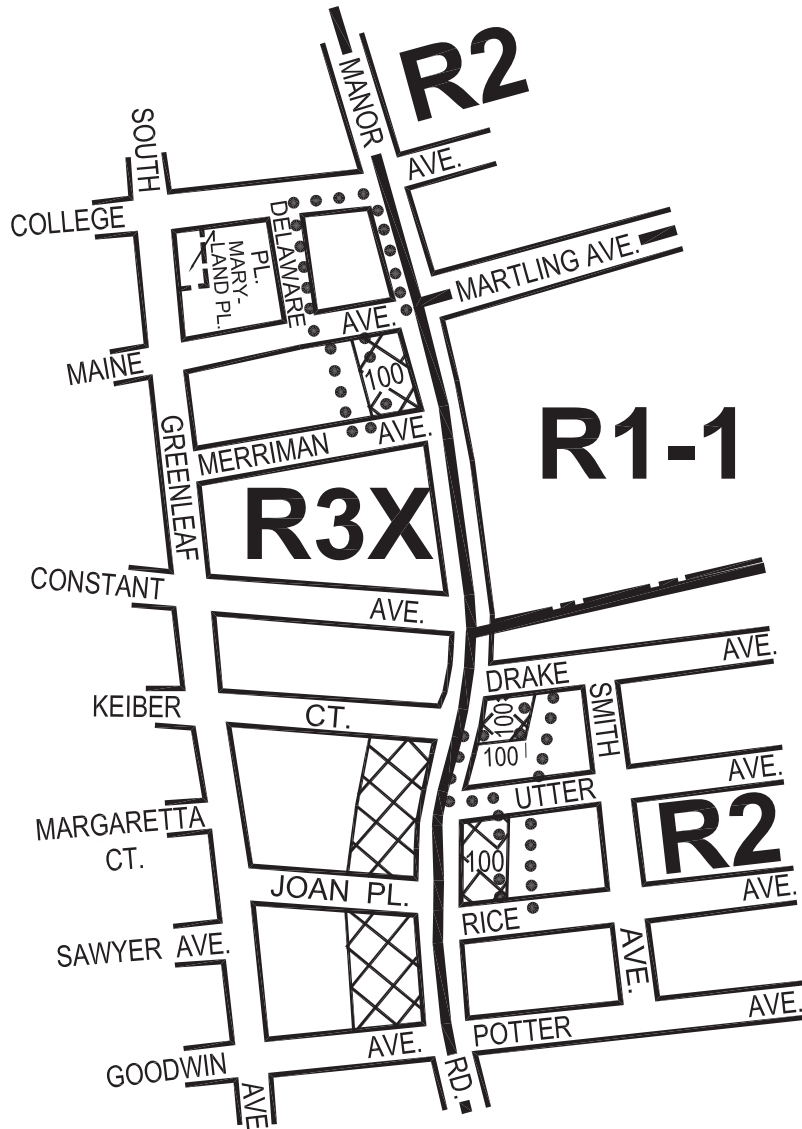 R2
MANOR
SOUTH
AVE.
COLLEGE
DELAWARE
PL.
MARY-
LAND PL.
MARTLING AVE.
AVE.
MAINE
100
GREENLEAF
MERRIMAN
AVE.
R1-1
R3X
CONSTANT
AVE.
AVE.
DRAKE
KEIBER
CT.
SMITH
100
100
AVE.
UTTER
MARGARETTA
CT.
R2
100
JOAN PL.
AVE.
RICE
SAWYER AVE.
AVE.
AVE.
POTTER
GOODWIN
AVE.
RD.
AVE